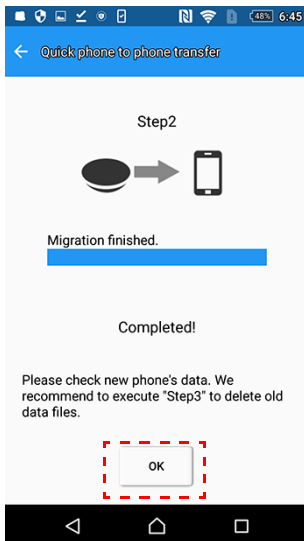 48% 6:45
Quick phone to phone transfer
Step2
Migration finished.
Completed!
Please check new phone's data. We
recommend to execute "Step3" to delete old
data files.
OK